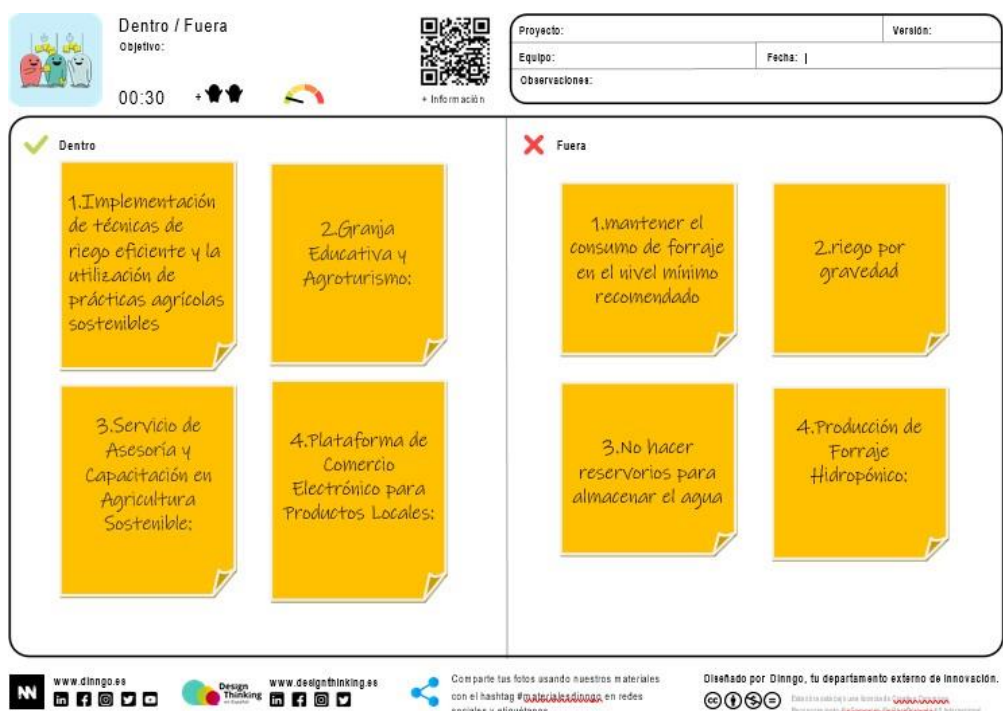 Dentro / Fuera
Objetivo:
00:30
+
+ Información
Proyecto:
Versión:
Equipo:
Fecha:
Observaciones:
Dentro
1.Implementación
de técnicas de
riego eficiente y la
utilización de
prácticas agrícolas
sostenibles
2.Granja
Educativa y
Agroturismo:
3.Servicio de
Asesoría y
Capacitación en
Agricultura
Sostenible:
4.Plataforma de
Comercio
Electrónico para
Productos Locales:
Fuera
1.mantener el
consumo de forraje
en el nivel mínimo
recomendado
2.riego por
gravedad
3.No hacer
reservorios para
almacenar el agua
4.Producción de
Forraje
Hidropónico:
www.dinngo.es
Design
Thinking
en Español
www.designthinking.es
Comparte tus fotos usando nuestros materiales
con el hashtag #materialesdinngo en redes
sociales y etiquétanos
Diseñado por Dinngo, tu departamento externo de innovación.